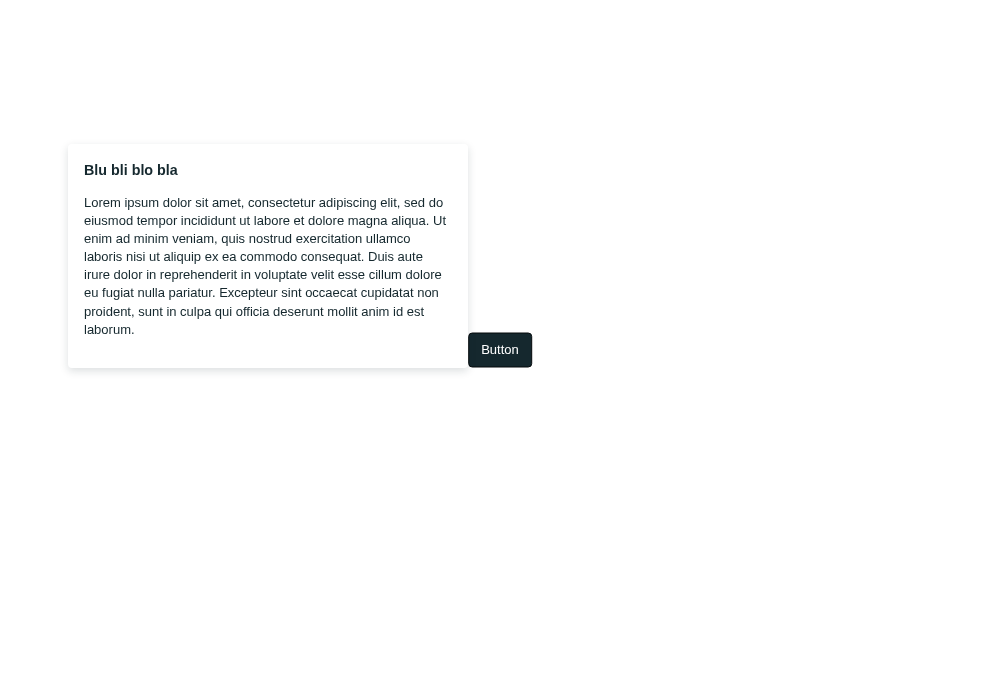 Blu bli blo bla
Lorem ipsum dolor sit amet, consectetur adipiscing elit, sed do
eiusmod tempor incididunt ut labore et dolore magna aliqua. Ut
enim ad minim veniam, quis nostrud exercitation ullamco
laboris nisi ut aliquip ex ea commodo consequat. Duis aute
irure dolor in reprehenderit in voluptate velit esse cillum dolore
eu fugiat nulla pariatur. Excepteur sint occaecat cupidatat non
proident, sunt in culpa qui officia deserunt mollit anim id est
laborum.
Button